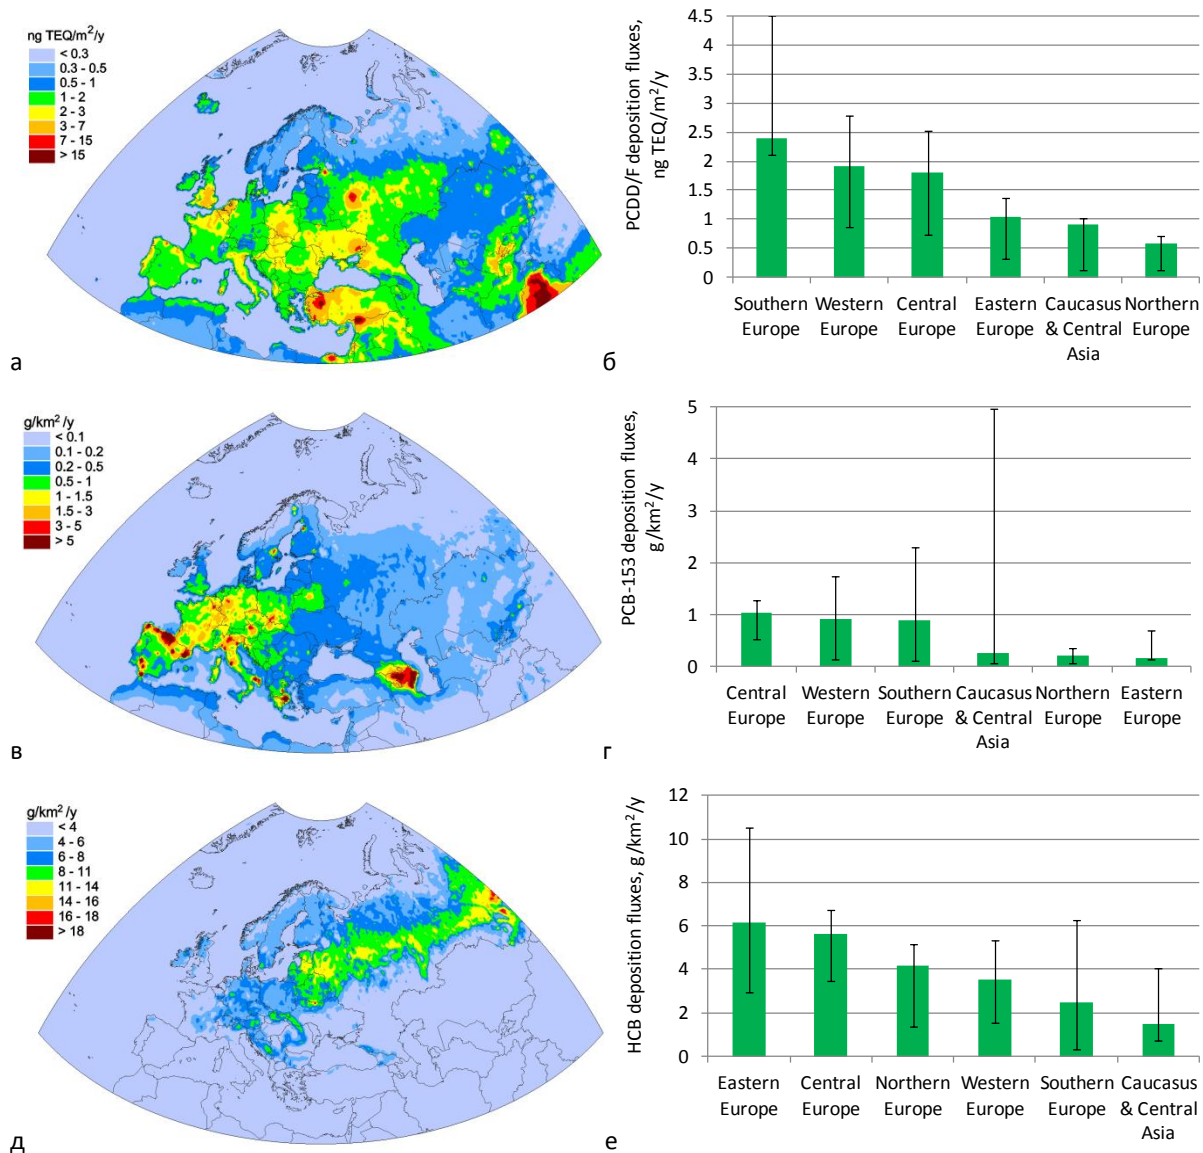 ng TEQ/m²/y
< 0.3
0.3 - 0.5
0.5 - 1
1 - 2
2 - 3
3 - 7
7 - 15
> 15
а
PCDD/F deposition fluxes,
ng TEQ/m²/y
4.5
4
3.5
3
2.5
2
1.5
1
0.5
0
Southern Western Central Eastern Caucasus Northern
Europe Europe Europe Europe & Central Europe
Asia
б
g/km² /y
< 0.1
0.1 - 0.2
0.2 - 0.5
0.5 - 1
1 - 1.5
1.5 - 3
3 - 5
> 5
в
PCB-153 deposition fluxes,
g/km²/y
5
4
3
2
1
0
Central Western Southern Caucasus Northern Eastern
Europe Europe Europe & Central Europe Europe
Asia
г
g/km² /y
< 4
4 - 6
6 - 8
8 - 11
11 - 14
14 - 16
16 - 18
> 18
д
HCB deposition fluxes, g/km²/y
12
10
8
6
4
2
0
Eastern Central Northern Western Southern Caucasus
Europe Europe Europe Europe Europe & Central
Asia
е